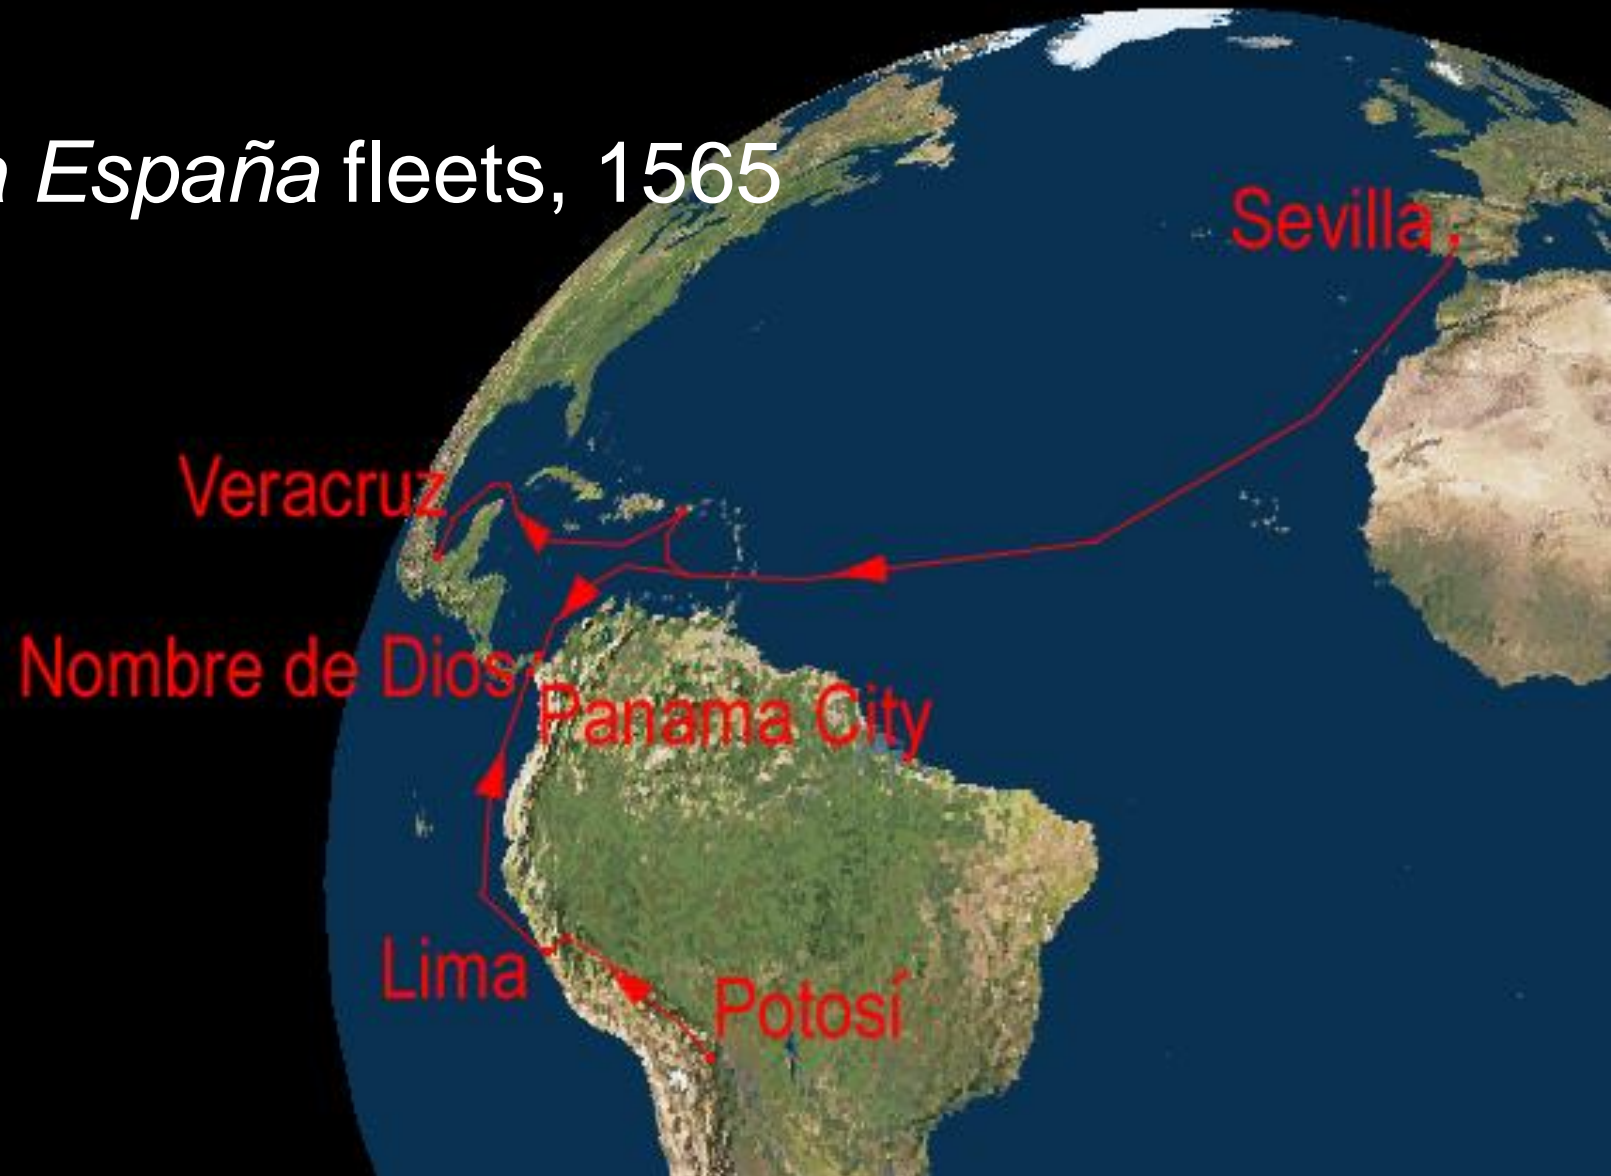 España fleets, 1565
Sevilla
Veracruz
Nombre de Dios
Panama City
Lima
Potosí